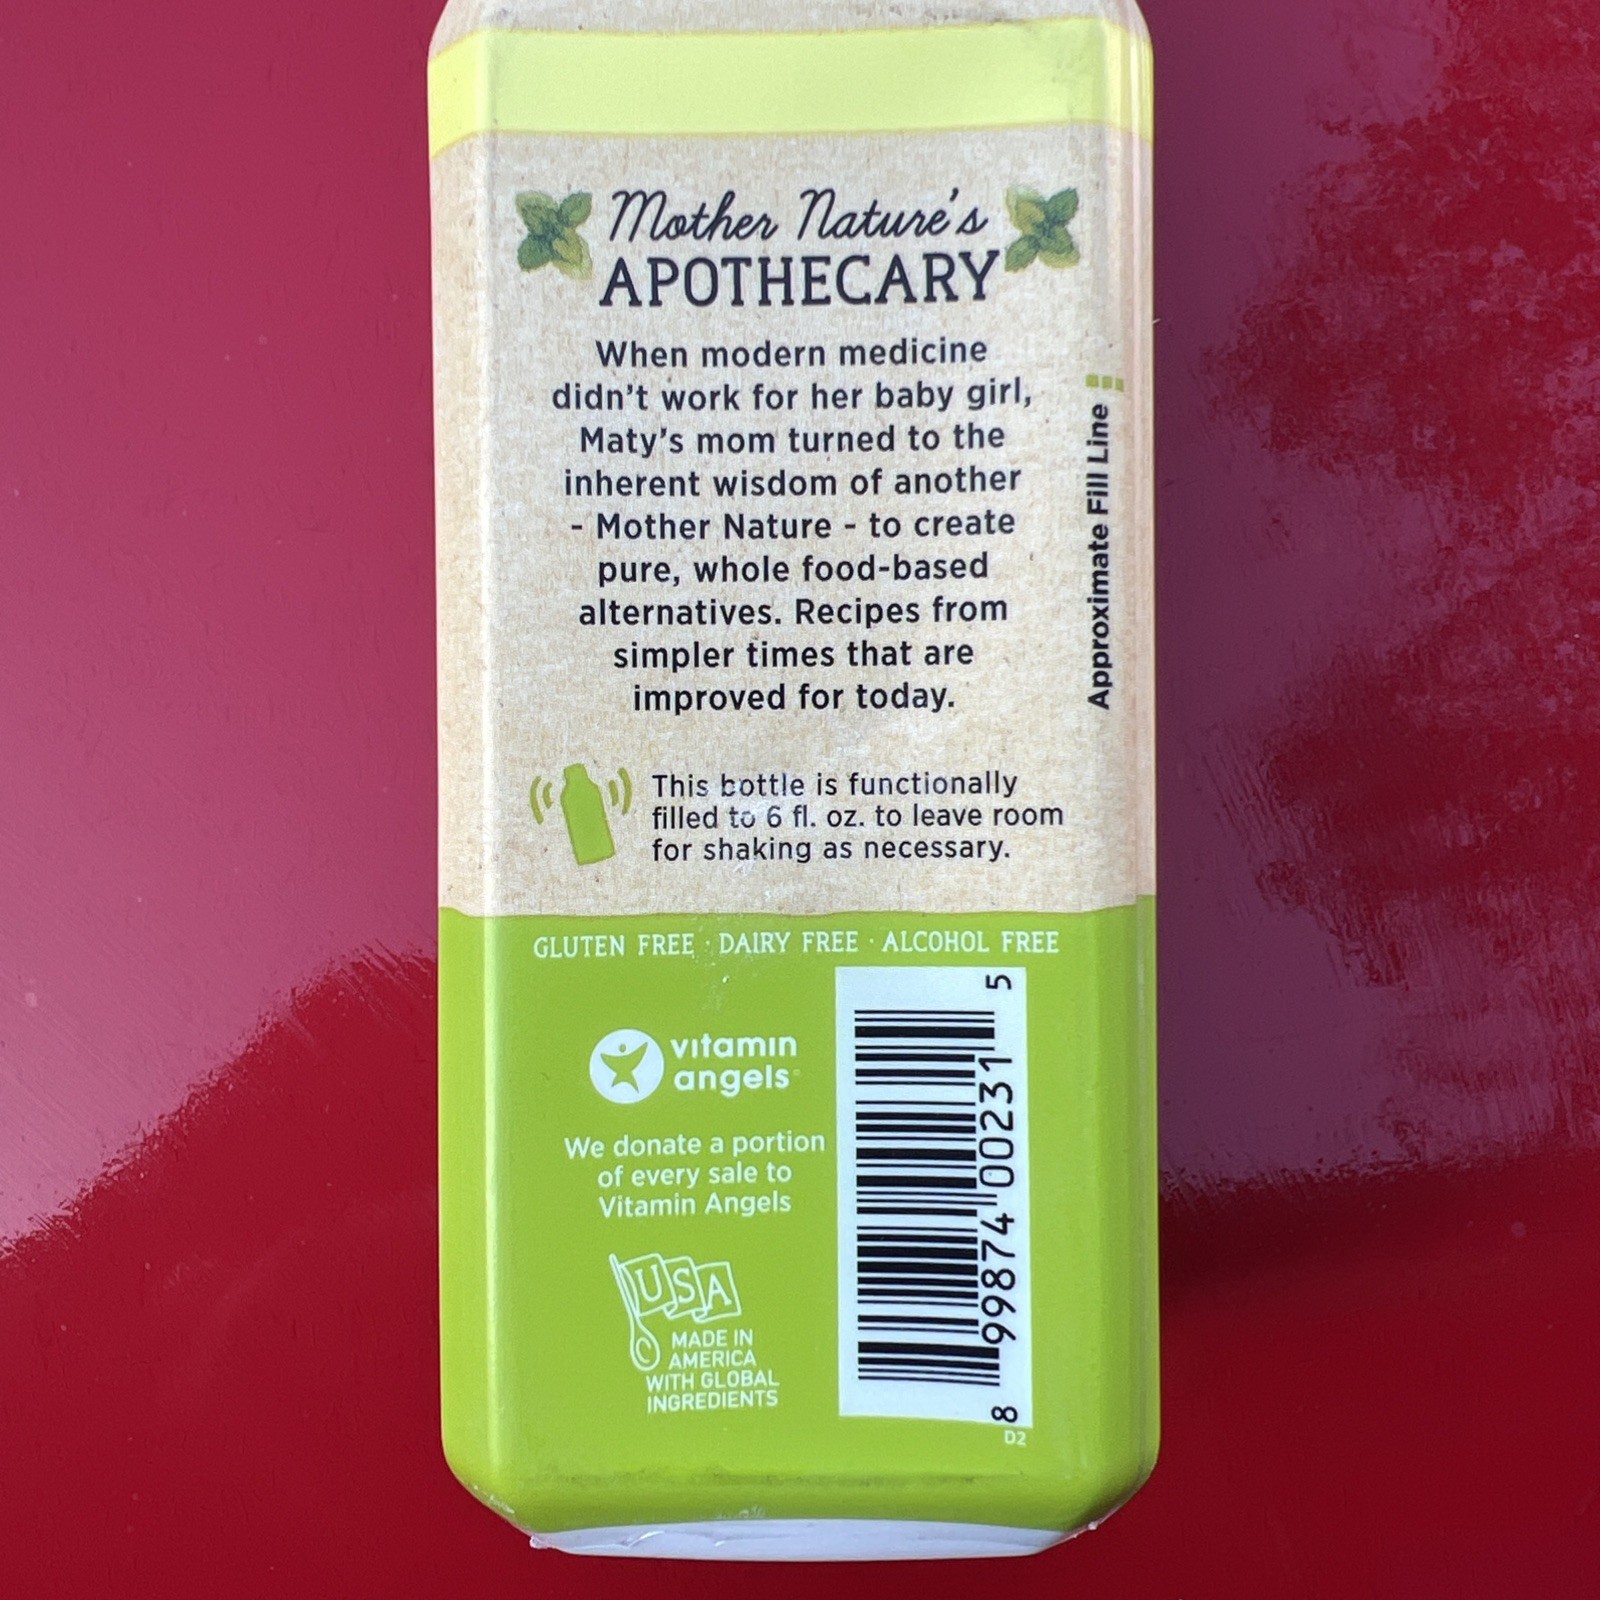 Mother Nature's
APOTHECARY
When modern medicine
didn't work for her baby girl,
Maty's mom turned to the
inherent wisdom of another
- Mother Nature - to create
pure, whole food-based
alternatives. Recipes from
simpler times that are
improved for today.
Approximate Fill Line
This bottle is functionally
filled to 6 fl. oz. to leave room
for shaking as necessary.
GLUTEN FREE · DAIRY FREE · ALCOHOL FREE
vitamin
angels
We donate a portion
of every sale to
Vitamin Angels
USA
MADE IN
AMERICA
WITH GLOBAL
INGREDIENTS
8 99874 00231 5
D2